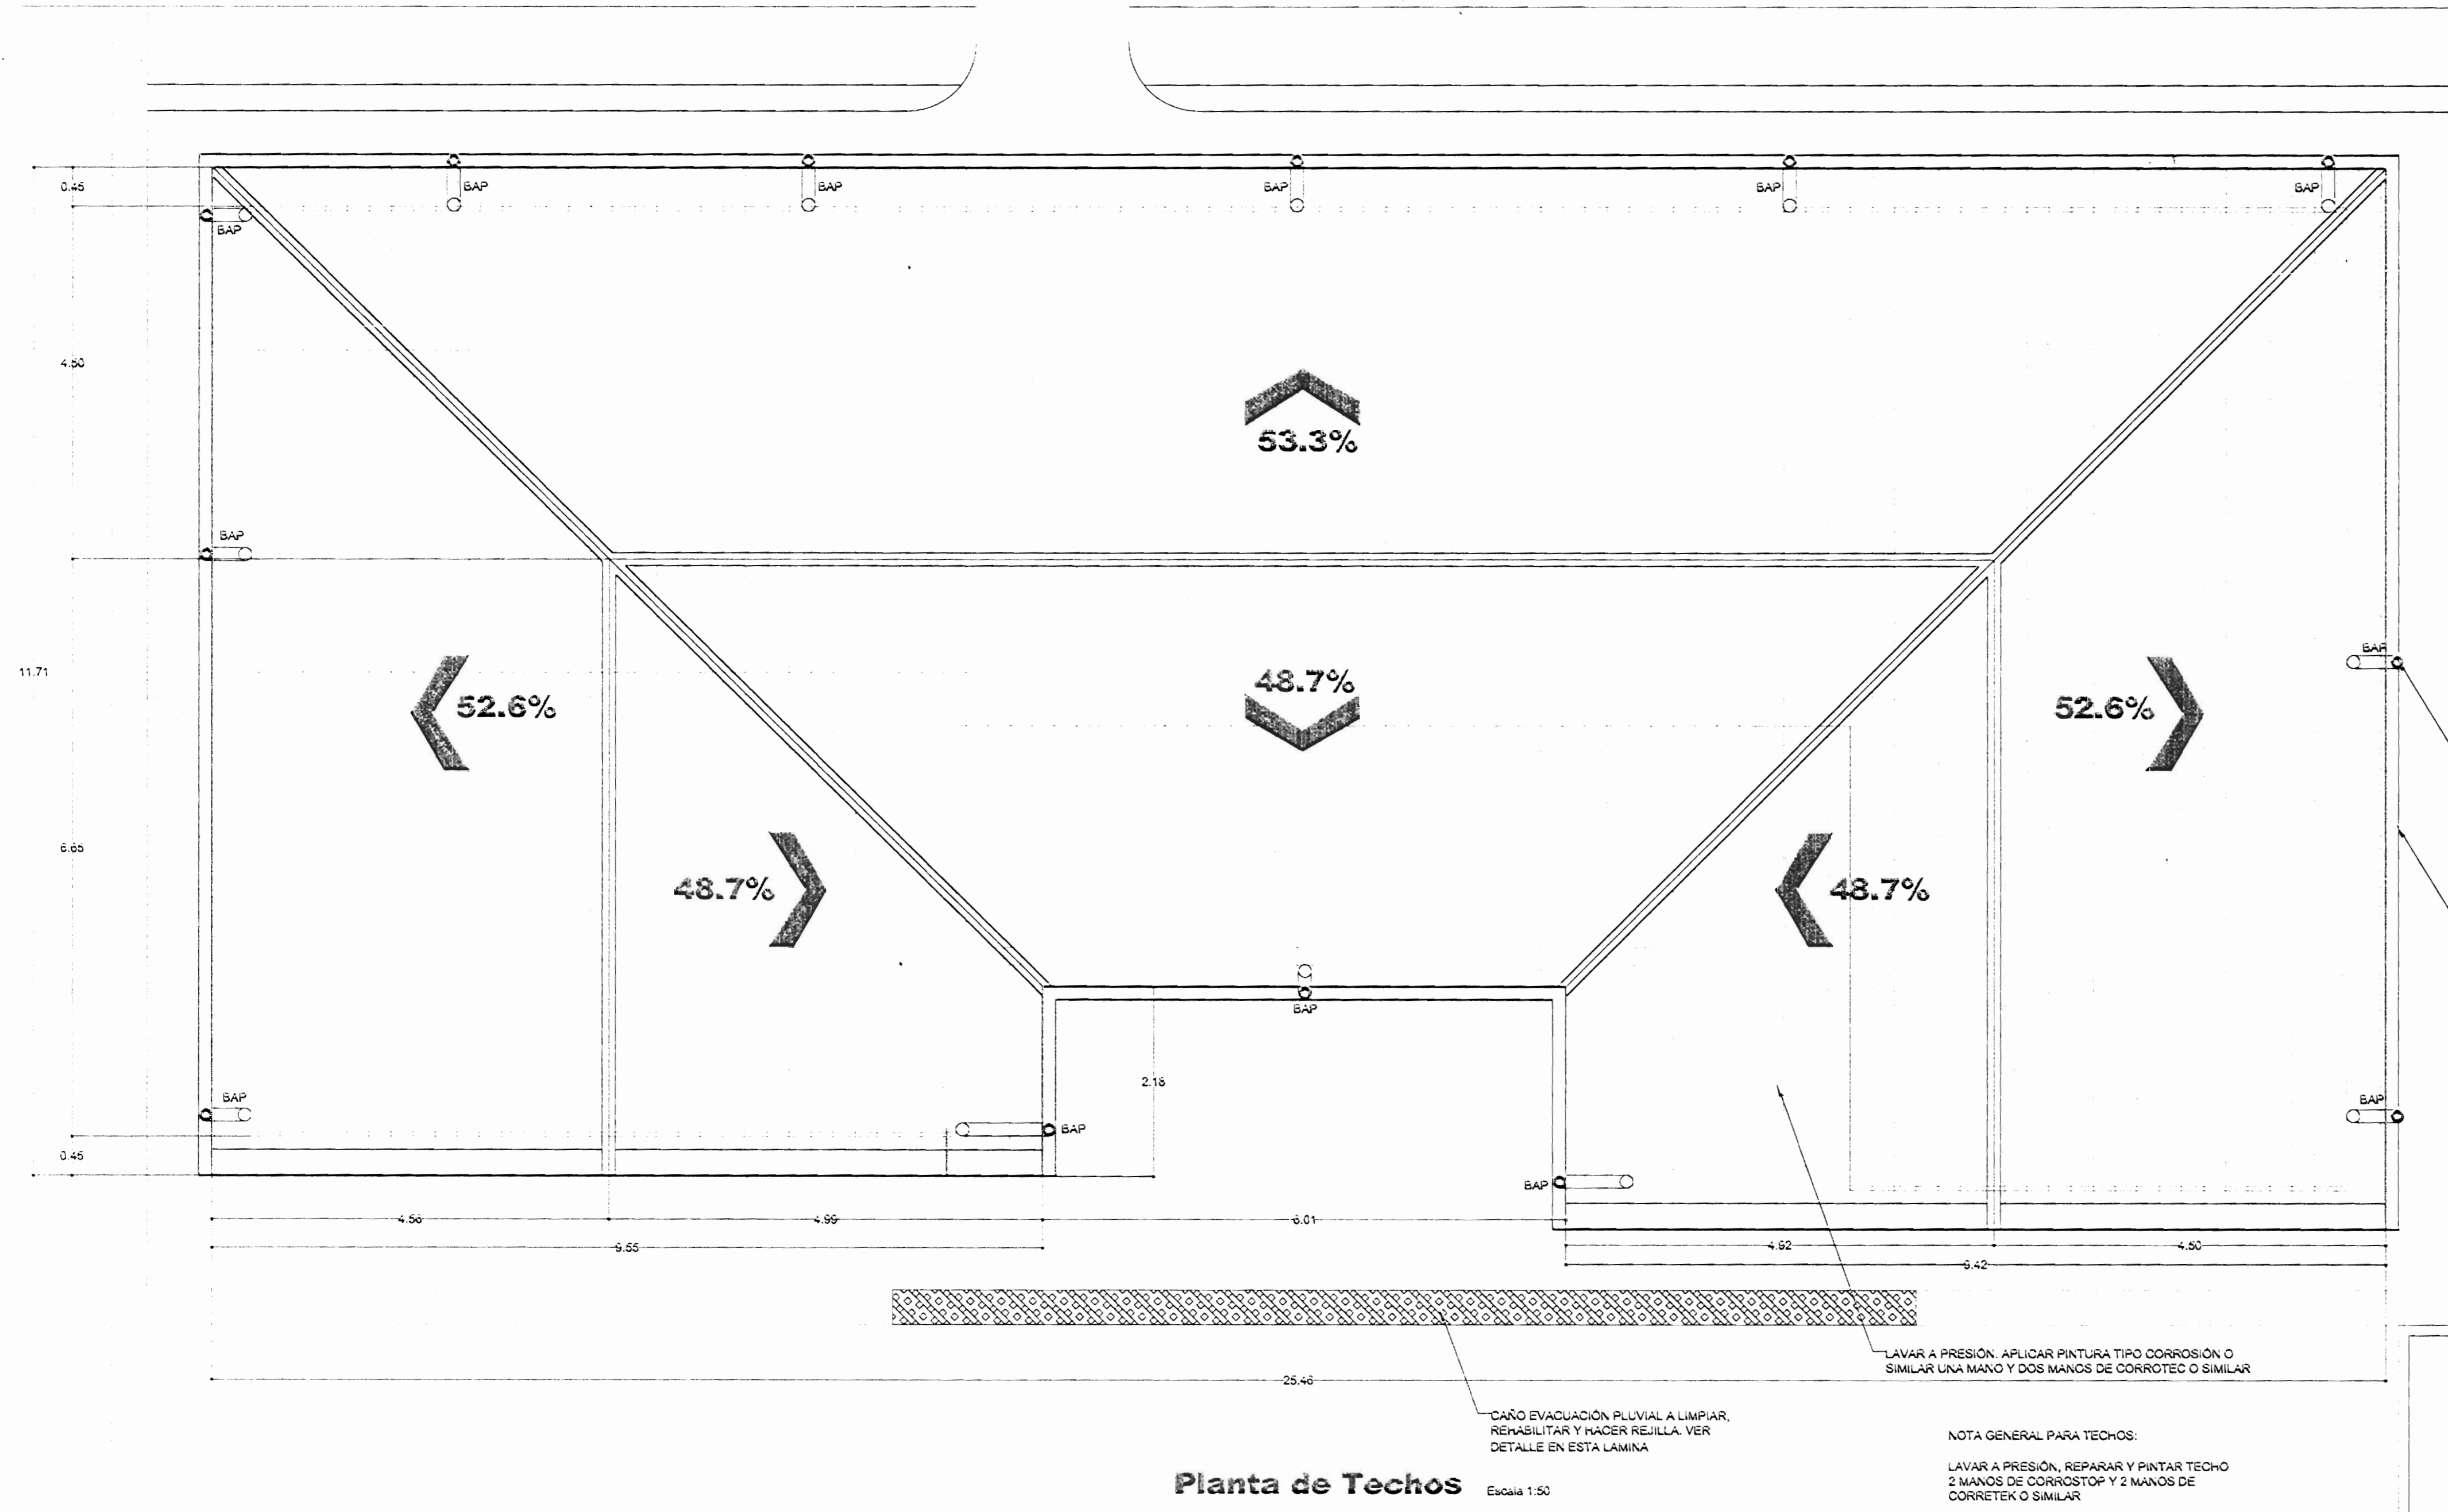 BAP
BAP
BAP
BAP
BAP
0.45
BAP
4.50
53.3%
BAP
BAP
11.71
48.7%
52.6%
52.6%
6.65
48.7%
48.7%
BAP
2.18
BAP
BAP
BAP
0.45
BAP
4.56
4.99
6.01
9.55
4.92
4.50
9.42
LAVAR A PRESIÓN. APLICAR PINTURA TIPO CORROSIÓN O
SIMILAR UNA MANO Y DOS MANOS DE CORROTEC O SIMILAR
25.46
CAÑO EVACUACIÓN PLUVIAL A LIMPIAR,
REHABILITAR Y HACER REJILLA. VER
DETALLE EN ESTA LAMINA
NOTA GENERAL PARA TECHOS:
LAVAR A PRESIÓN, REPARAR Y PINTAR TECHO
2 MANOS DE CORROSTOP Y 2 MANOS DE
CORRETEK O SIMILAR
Planta de Techos Escala 1:50